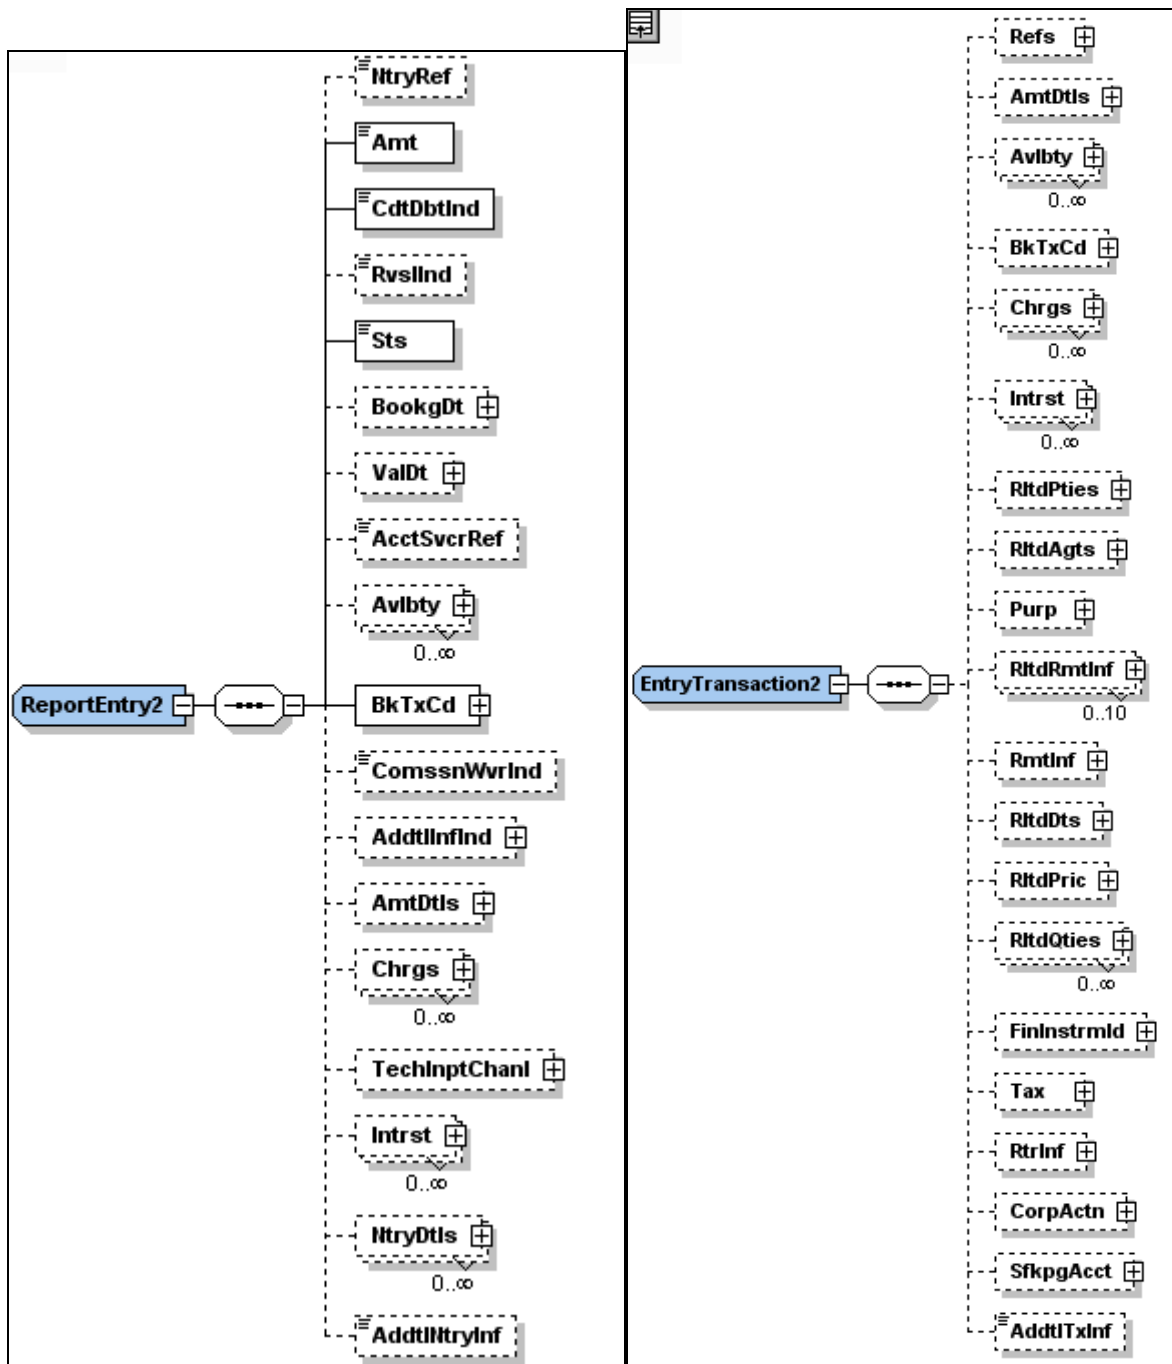 NtryRef
Amt
CdtDbtInd
RvslInd
Sts
BookgDt
ValDt
AcctSvcrRef
Avlbty
0..∞
ReportEntry2
BkTxCd
ComssnWvrInd
AddtlInfInd
AmtDtls
Chrgs
0..∞
TechInptChanl
Intrst
0..∞
NtryDtls
0..∞
AddtlNtryInf
Refs
AmtDtls
Avlbty
0..∞
BkTxCd
Chrgs
0..∞
Intrst
0..∞
RltdPties
RltdAgts
Purp
RltdRmtInf
0..10
EntryTransaction2
RmtInf
RltdDts
RltdPric
RltdQties
0..∞
FinInstrmId
Tax
RtrInf
CorpActn
SfkpgAcct
AddtlTxInf